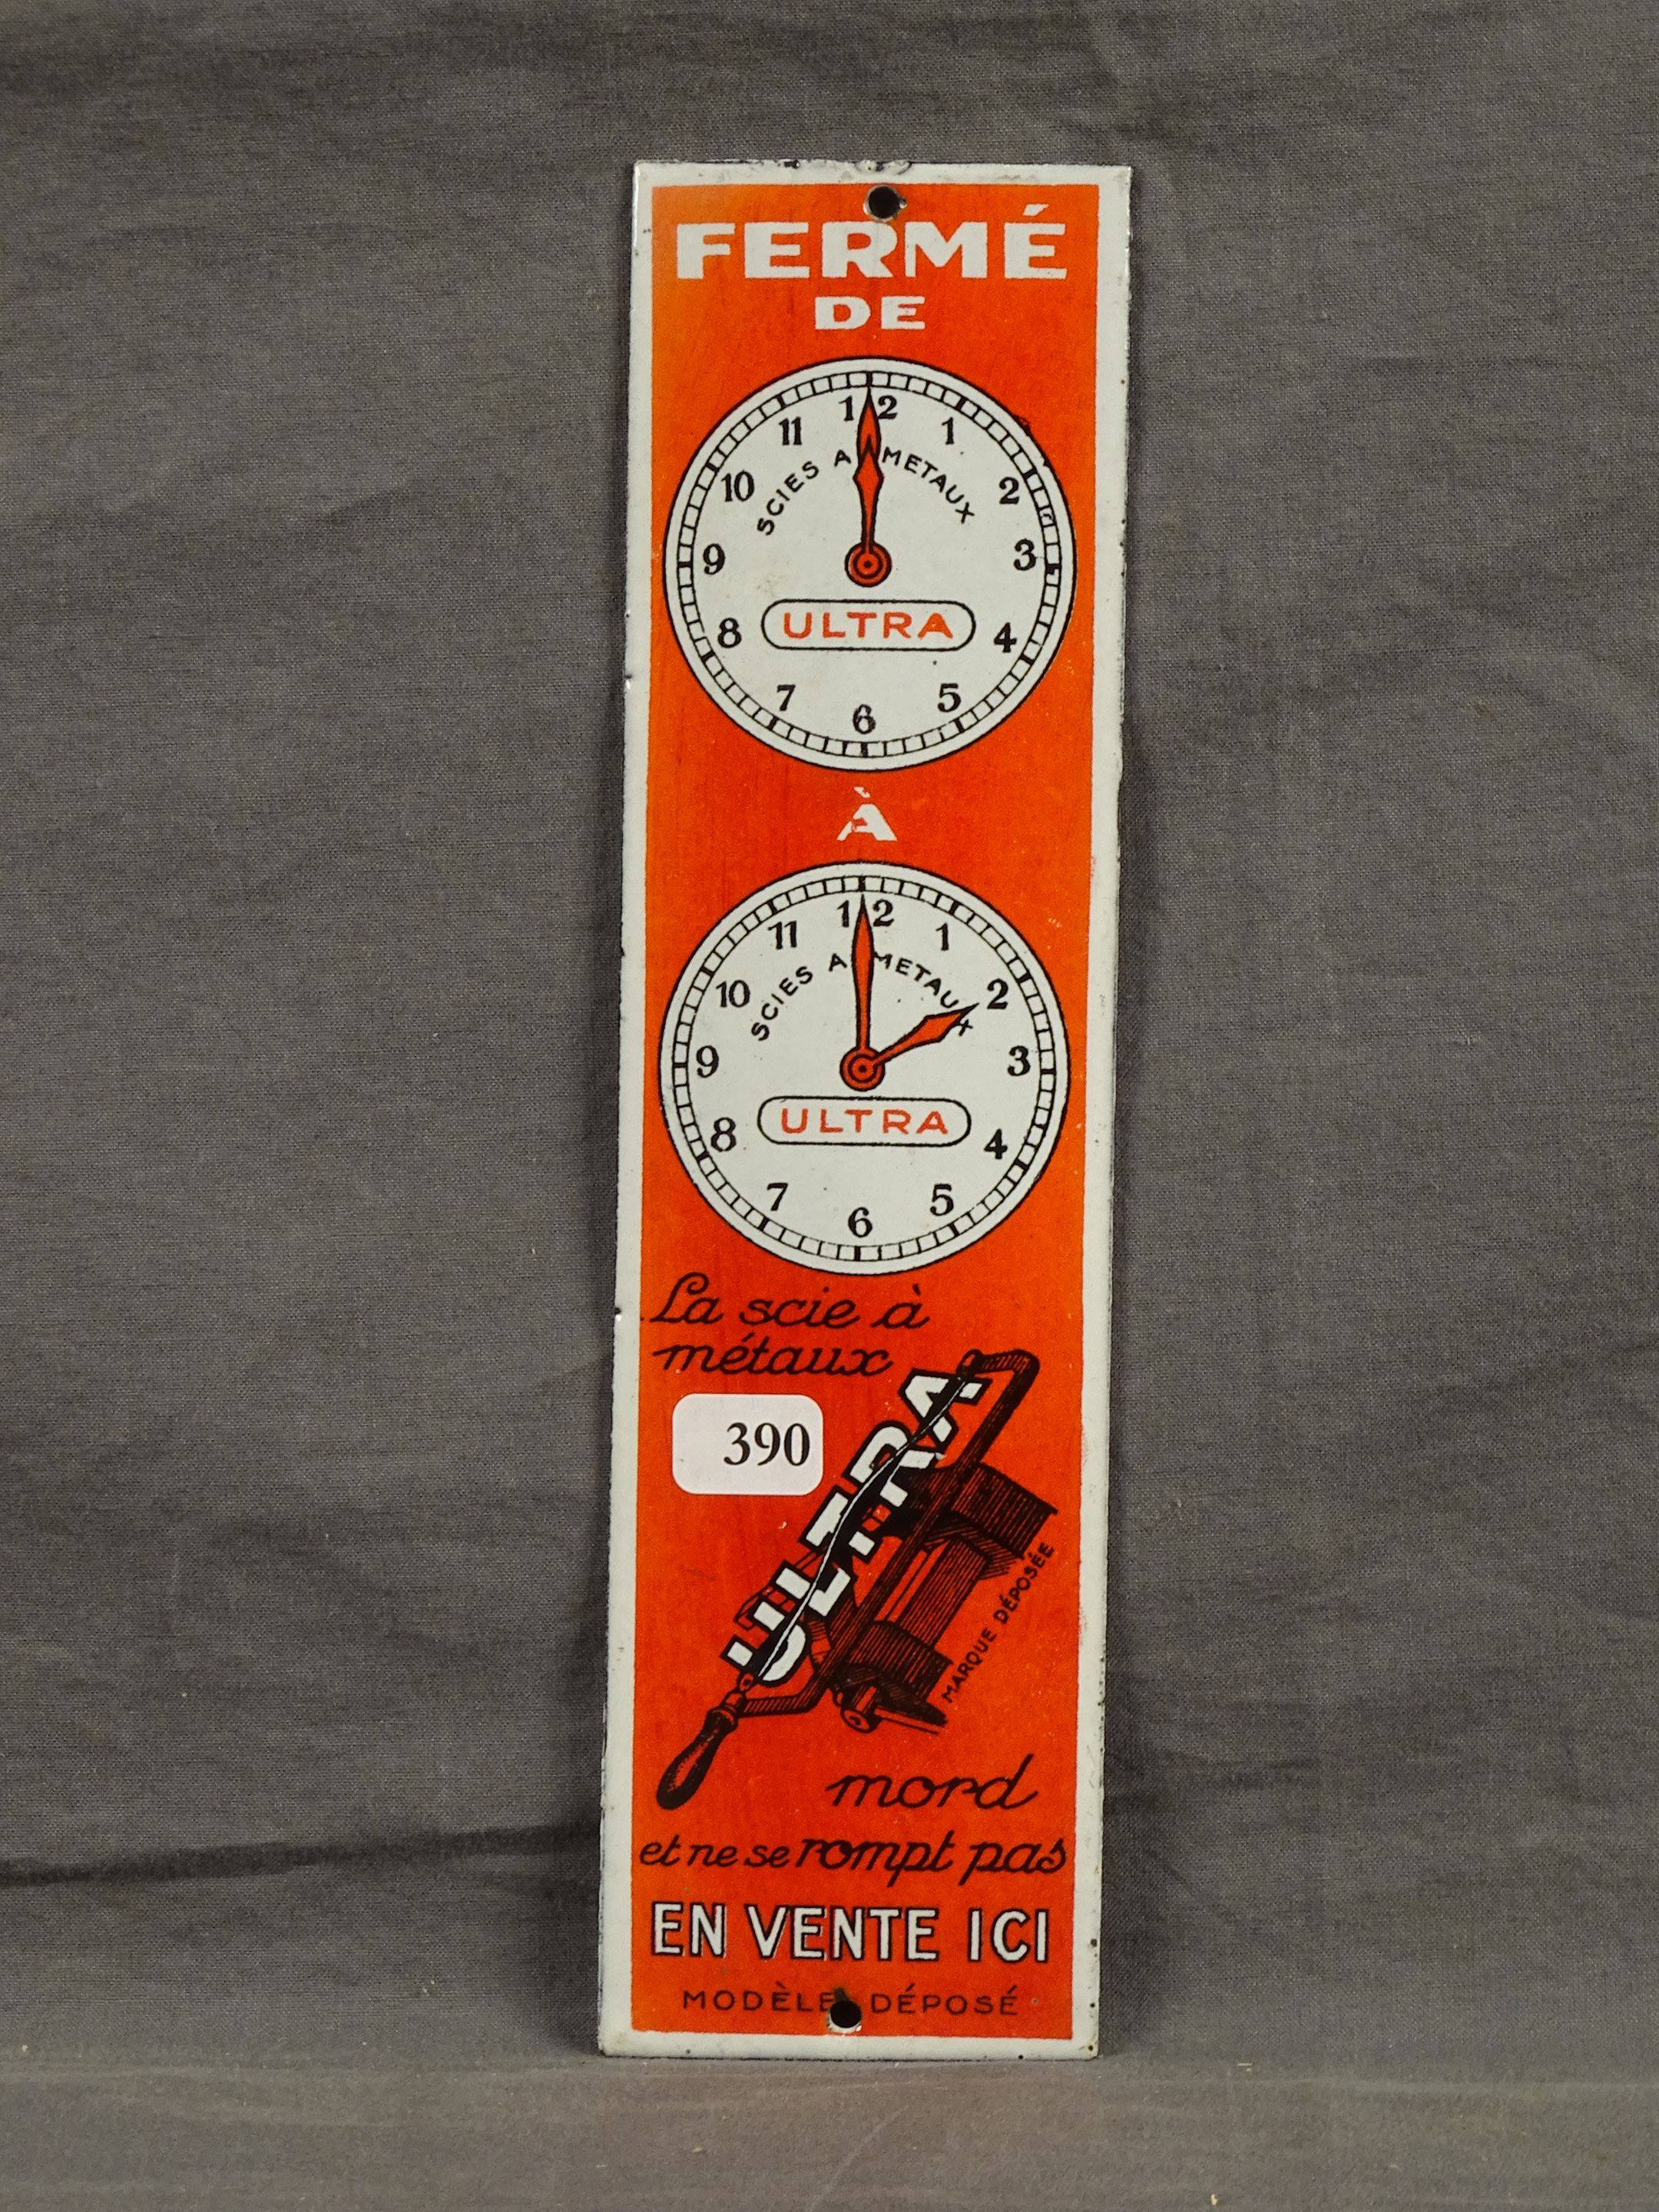 FERMÉ
DE
12
11 1
10 2
9 3
8 4
7 5
6
SCIES A METAUX
ULTRA
À
12
11 1
10 2
9 3
8 4
7 5
6
SCIES A METAUX
ULTRA
La scie à
métaux
390
ULTRA
MARQUE DÉPOSÉE
mord
et ne se rompt pas
EN VENTE ICI
MODÈLE DÉPOSÉ